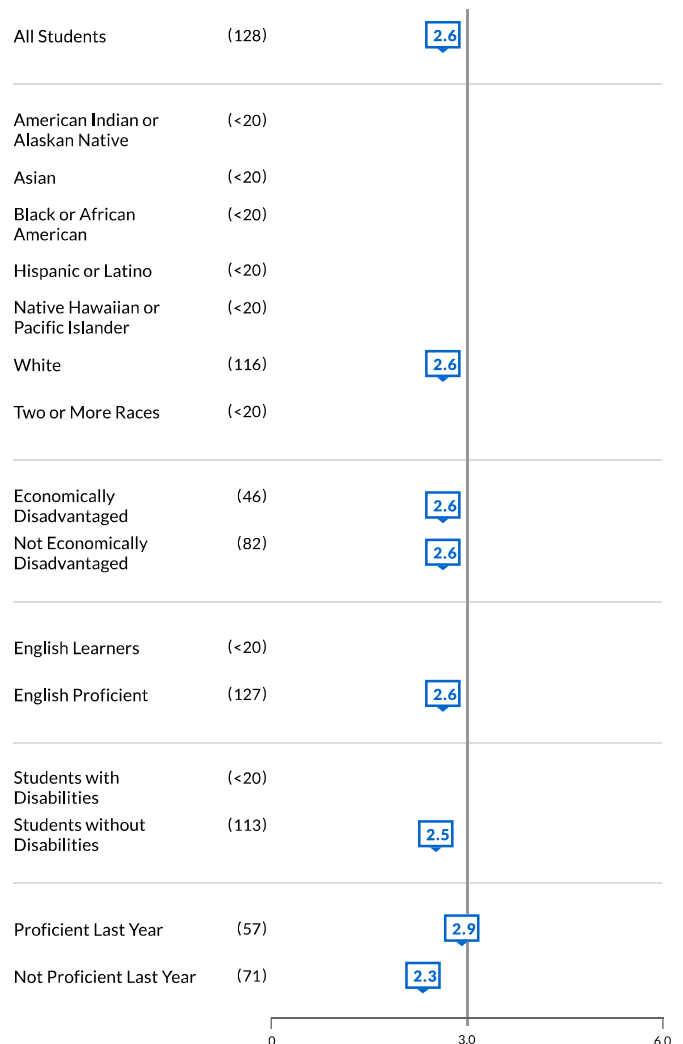 All Students (128) 2.6
American Indian or (<20)
Alaskan Native
Asian (<20)
Black or African (<20)
American
Hispanic or Latino (<20)
Native Hawaiian or (<20)
Pacific Islander
White (116) 2.6
Two or More Races (<20)
Economically (46) 2.6
Disadvantaged
Not Economically (82) 2.6
Disadvantaged
English Learners (<20)
English Proficient (127) 2.6
Students with (<20)
Disabilities
Students without (113) 2.5
Disabilities
Proficient Last Year (57) 2.9
Not Proficient Last Year (71) 2.3
0 3.0 6.0